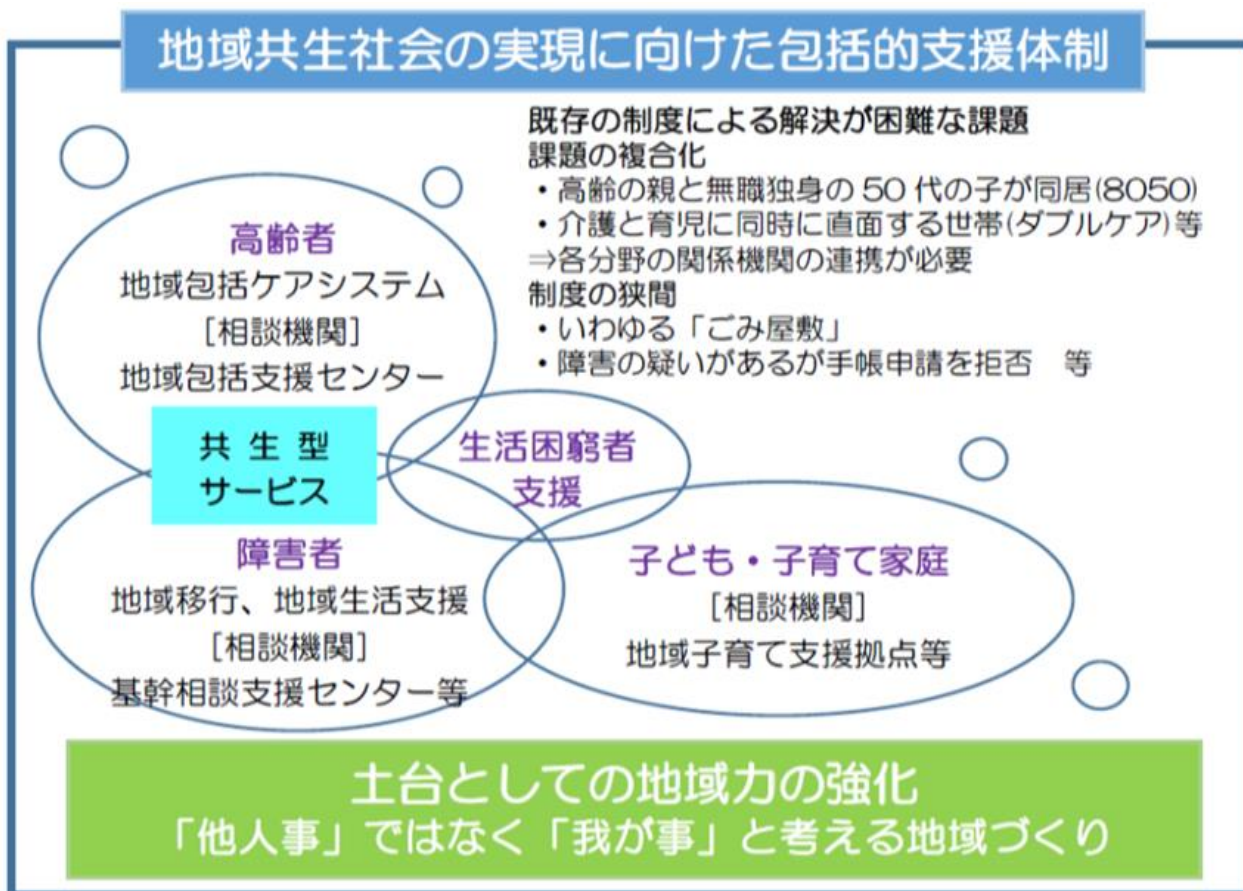 地域共生社会の実現に向けた包括的支援体制
既存の制度による解決が困難な課題
課題の複合化
・高齢の親と無職独身の 50 代の子が同居(8050)
・介護と育児に同時に直面する世帯(ダブルケア)等
⇒各分野の関係機関の連携が必要
制度の狭間
・いわゆる「ごみ屋敷」
・障害の疑いがあるが手帳申請を拒否　等
高齢者
地域包括ケアシステム
[相談機関]
地域包括支援センター
共 生 型
サービス
生活困窮者
支援
障害者
地域移行、地域生活支援
[相談機関]
基幹相談支援センター等
子ども・子育て家庭
[相談機関]
地域子育て支援拠点等
土台としての地域力の強化
「他人事」ではなく「我が事」と考える地域づくり